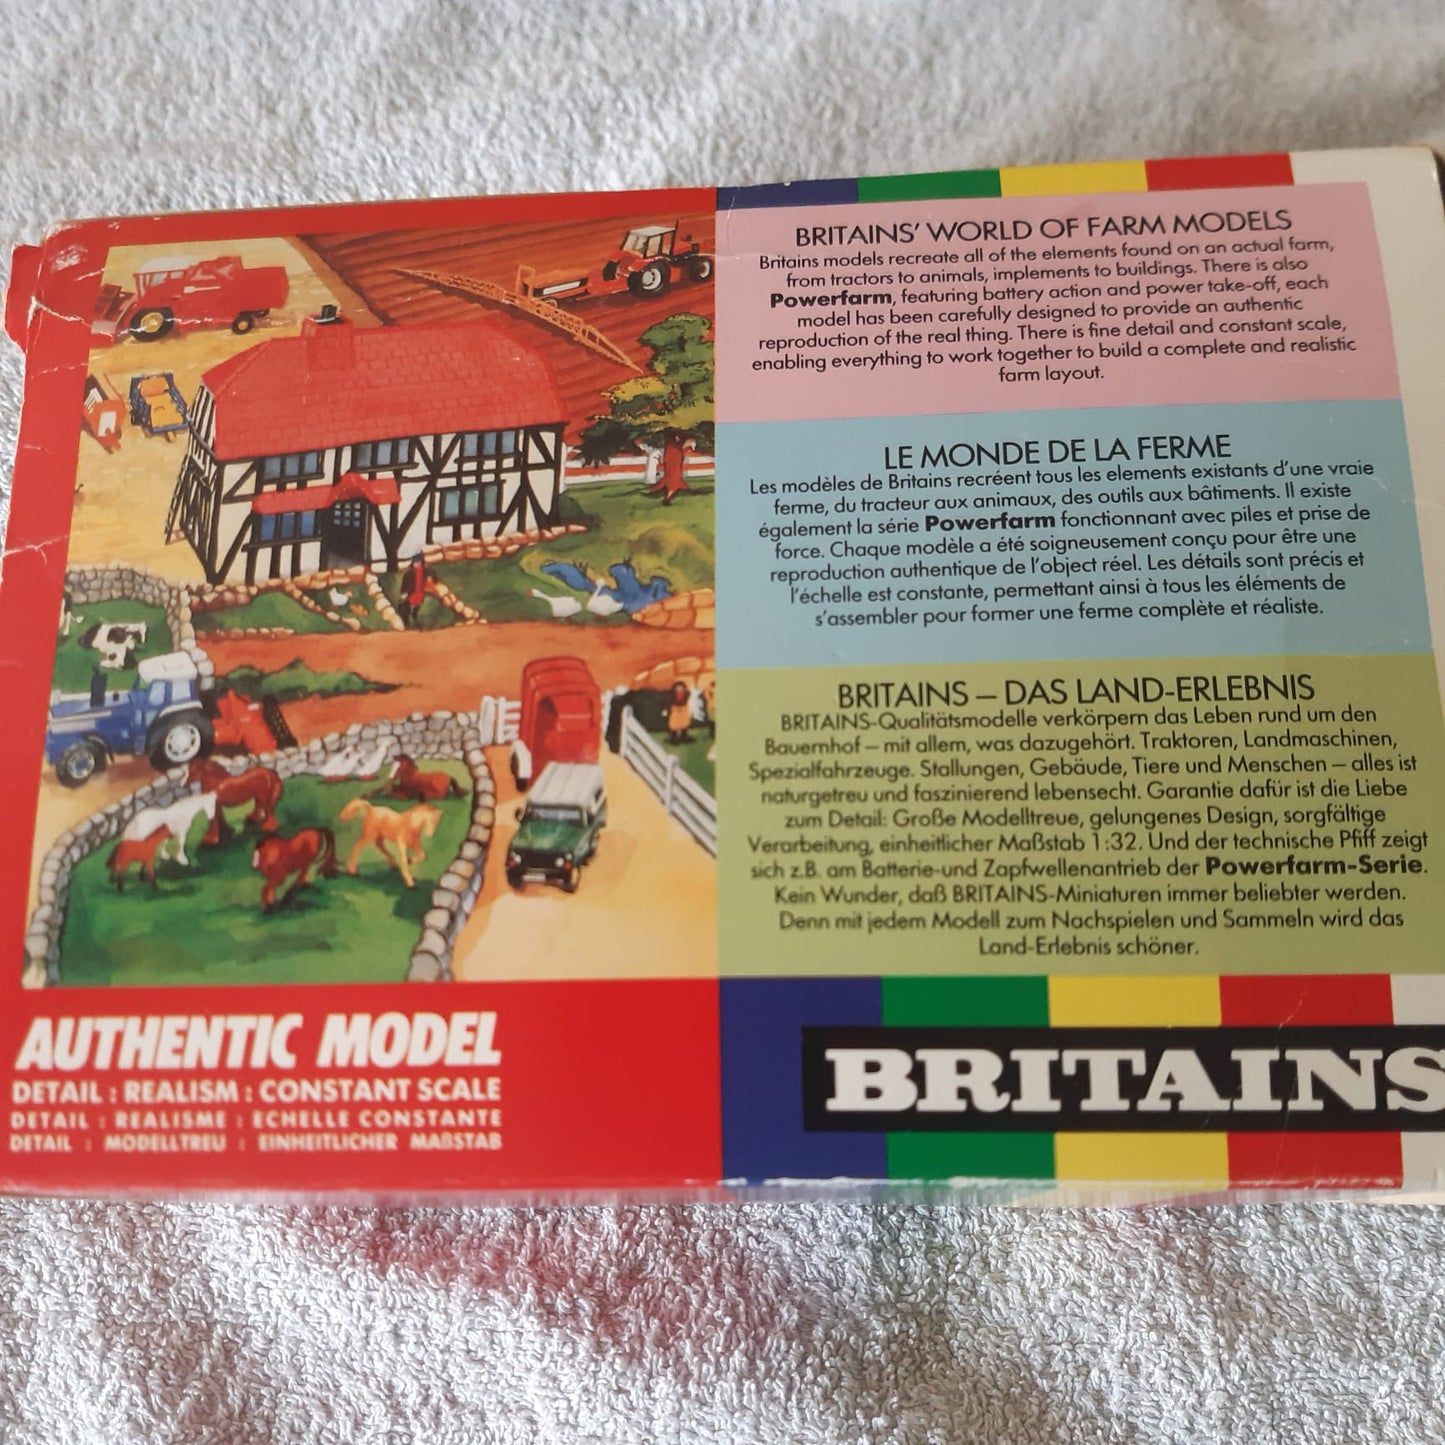 BRITAINS' WORLD OF FARM MODELS
Britains models recreate all of the elements found on an actual farm,
from tractors to animals, implements to buildings. There is also
Powerfarm, featuring battery action and power take-off, each
model has been carefully designed to provide an authentic
reproduction of the real thing. There is fine detail and constant scale,
enabling everything to work together to build a complete and realistic
farm layout.
LE MONDE DE LA FERME
Les modèles de Britains recréent tous les elements existants d'une vraie
ferme, du tracteur aux animaux, des outils aux bâtiments. Il existe
également la série Powerfarm fonctionnant avec piles et prise de
force. Chaque modèle a été soigneusement conçu pour être une
reproduction authentique de l'object réel. Les détails sont précis et
l'échelle est constante, permettant ainsi à tous les éléments de
s'assembler pour former une ferme complète et réaliste.
BRITAINS – DAS LAND-ERLEBNIS
BRITAINS-Qualitätsmodelle verkörpern das Leben rund um den
Bauernhof – mit allem, was dazugehört. Traktoren, Landmaschinen,
Spezialfahrzeuge. Stallungen, Gebäude, Tiere und Menschen – alles ist
naturgetreu und faszinierend lebensecht. Garantie dafür ist die Liebe
zum Detail: Große Modelltreue, gelungenes Design, sorgfältige
Verarbeitung, einheitlicher Maßstab 1:32. Und der technische Pfiff zeigt
sich z.B. am Batterie-und Zapfwellenantrieb der Powerfarm-Serie.
Kein Wunder, daß BRITAINS-Miniaturen immer beliebter werden.
Denn mit jedem Modell zum Nachspielen und Sammeln wird das
Land-Erlebnis schöner.
AUTHENTIC MODEL
DETAIL : REALISM : CONSTANT SCALE
DETAIL : REALISME : ECHELLE CONSTANTE
DETAIL : MODELLTREU : EINHEITLICHER MAßSTAB
BRITAINS